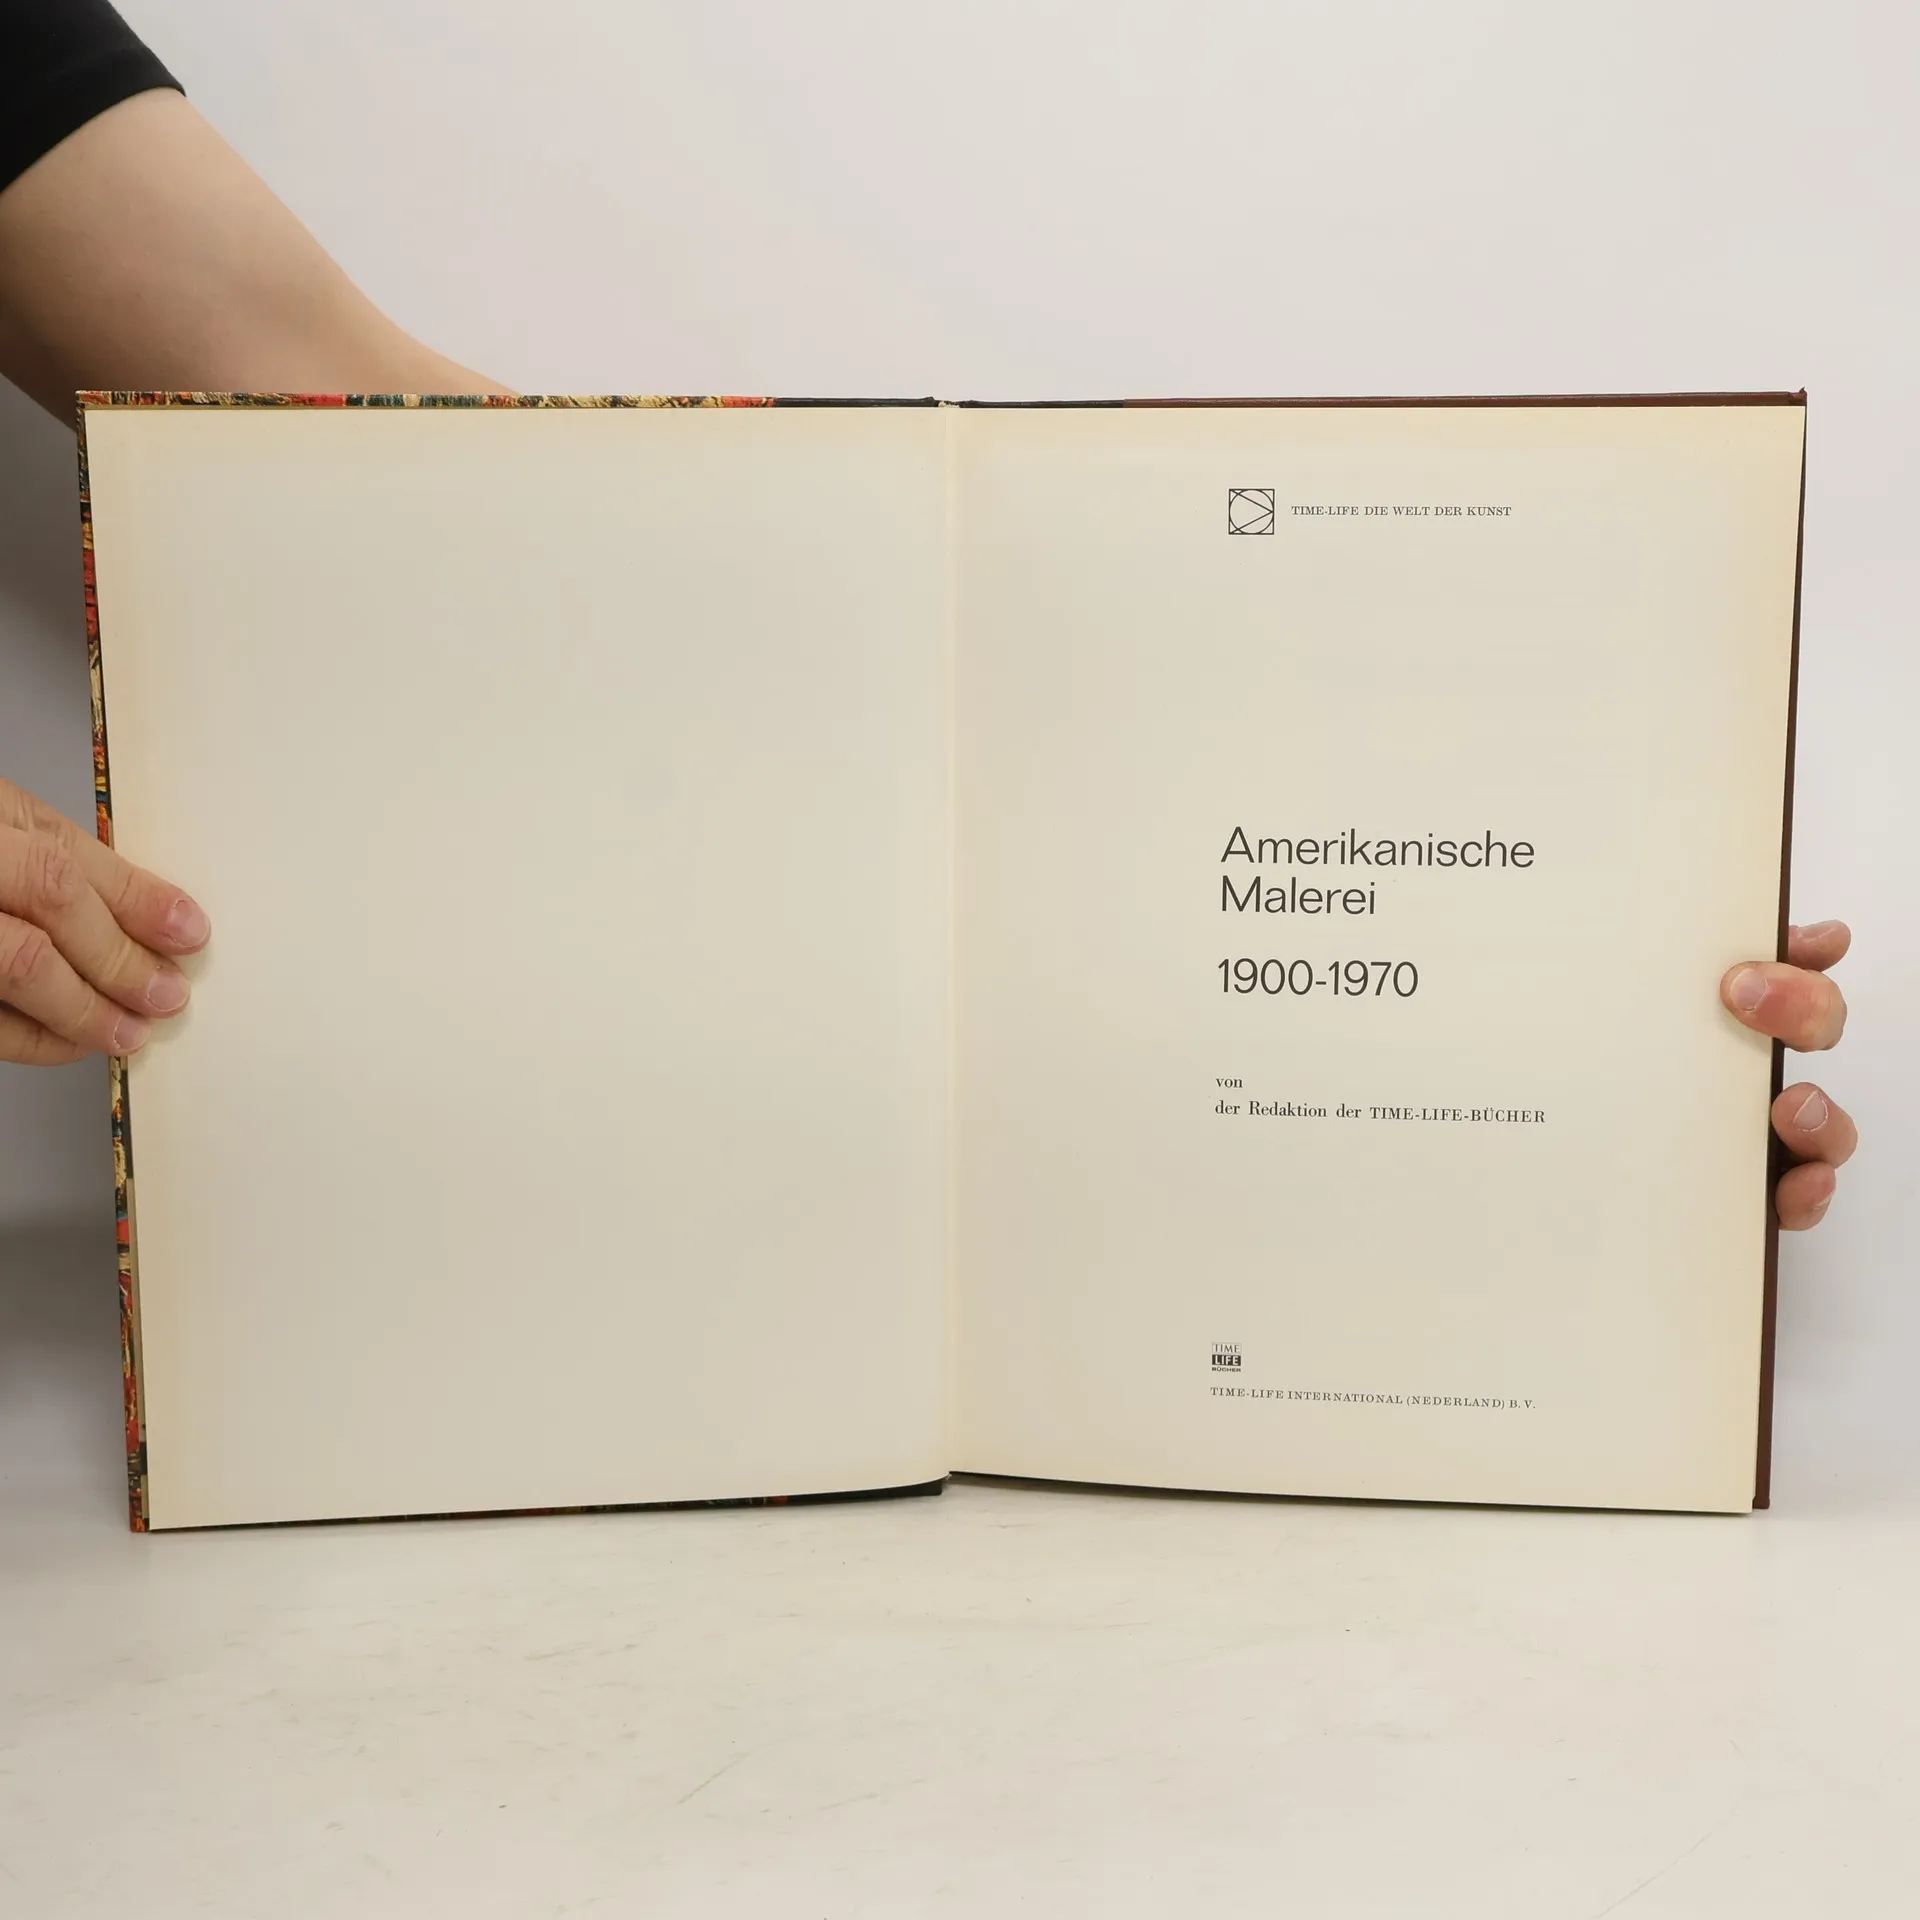 TIME-LIFE DIE WELT DER KUNST
Amerikanische
Malerei
1900-1970
von
der Redaktion der TIME-LIFE-BÜCHER
TIME
LIFE
BÜCHER
TIME-LIFE INTERNATIONAL (NEDERLAND) B. V.